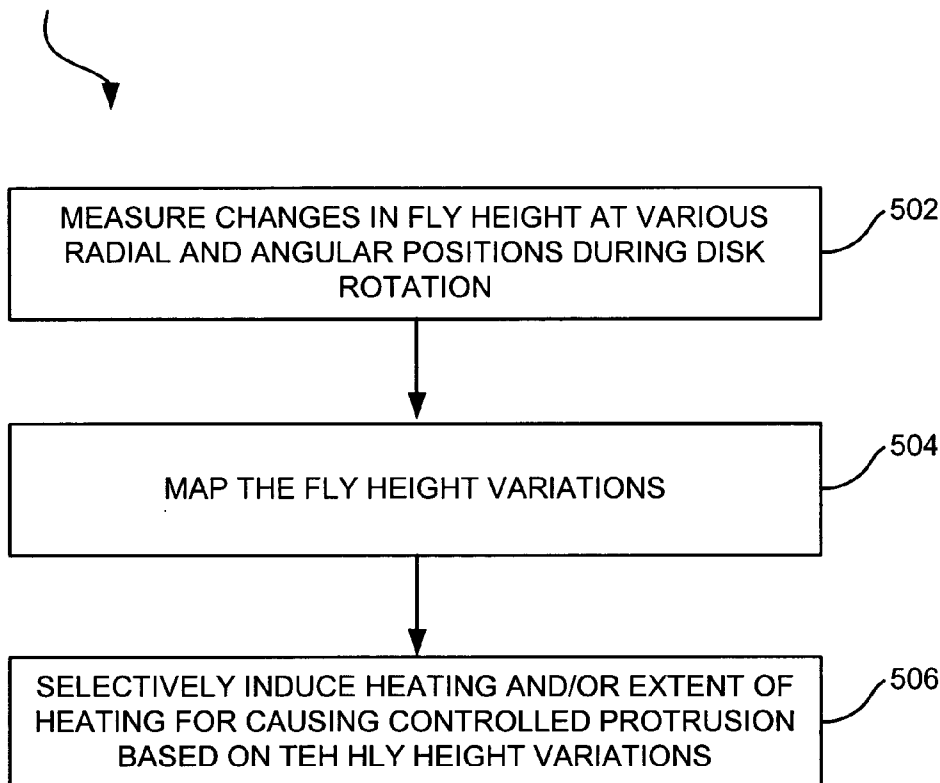 MEASURE CHANGES IN FLY HEIGHT AT VARIOUS
RADIAL AND ANGULAR POSITIONS DURING DISK
ROTATION
502
MAP THE FLY HEIGHT VARIATIONS
504
SELECTIVELY INDUCE HEATING AND/OR EXTENT OF
HEATING FOR CAUSING CONTROLLED PROTRUSION
BASED ON TEH HLY HEIGHT VARIATIONS
506